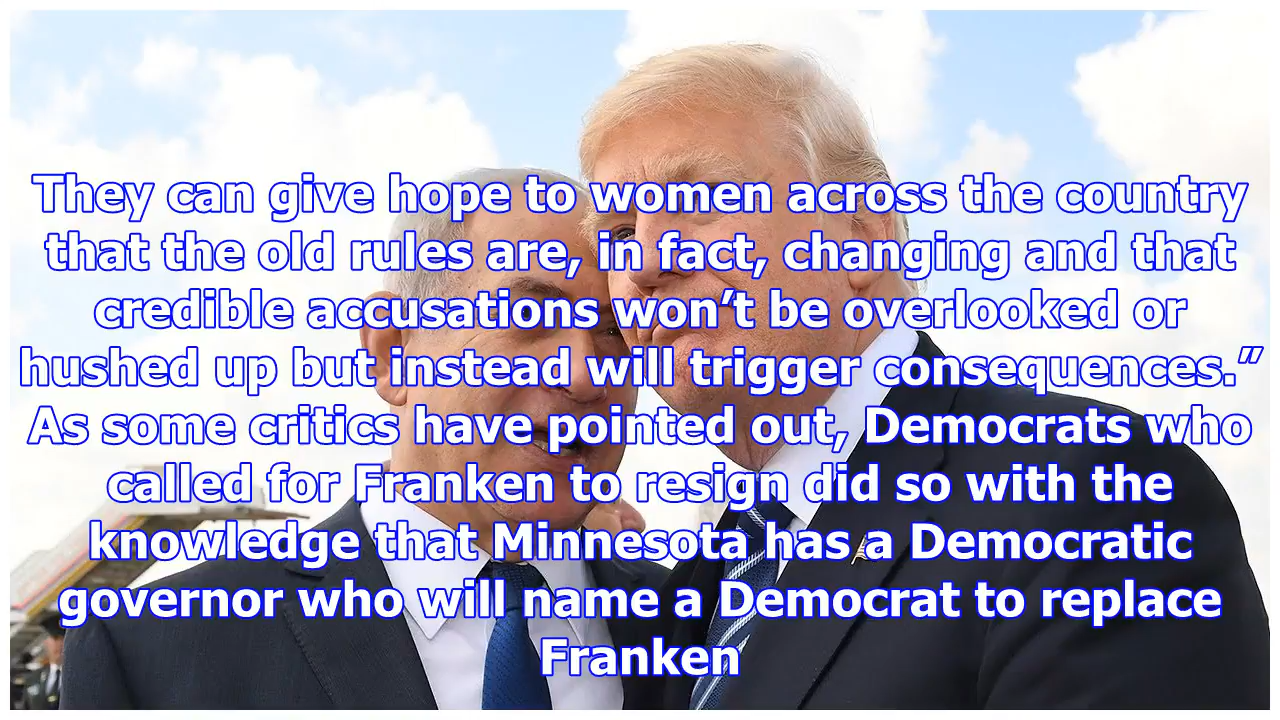 They can give hope to women across the country
that the old rules are, in fact, changing and that
credible accusations won’t be overlooked or
hushed up but instead will trigger consequences.”
As some critics have pointed out, Democrats who
called for Franken to resign did so with the
knowledge that Minnesota has a Democratic
governor who will name a Democrat to replace
Franken